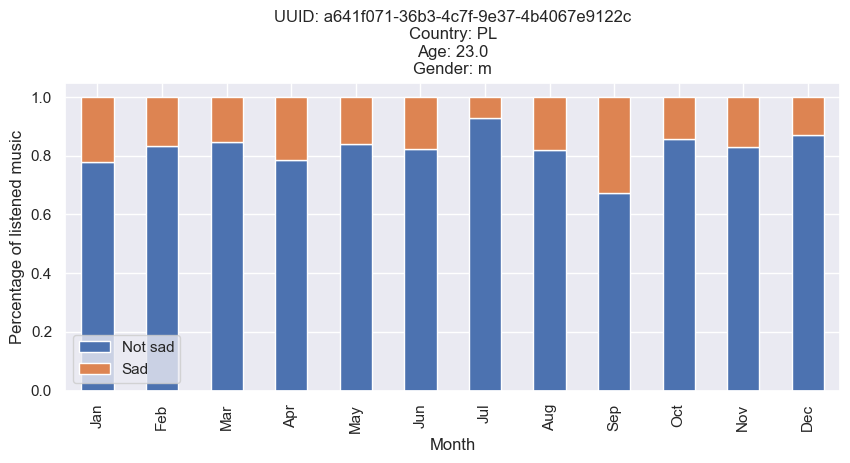 UUID: a641f071-36b3-4c7f-9e37-4b4067e9122c
Country: PL
Age: 23.0
Gender: m
Percentage of listened music
1.0
0.8
0.6
0.4
0.2
0.0
Not sad
Sad
Jan Feb Mar Apr May Jun Jul Aug Sep Oct Nov Dec
Month